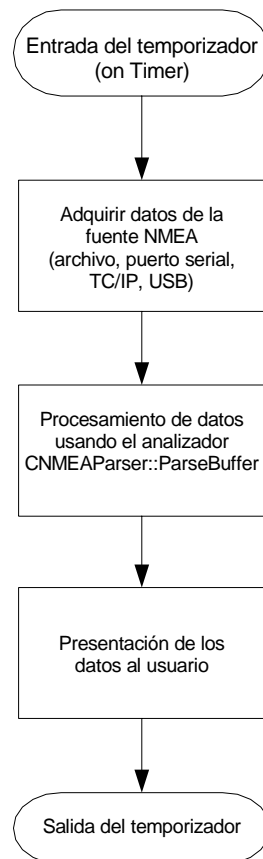 Entrada del temporizador
(on Timer)
Adquirir datos de la
fuente NMEA
(archivo, puerto serial,
TC/IP, USB)
Procesamiento de datos
usando el analizador
CNMEAParser::ParseBuffer
Presentación de los
datos al usuario
Salida del temporizador